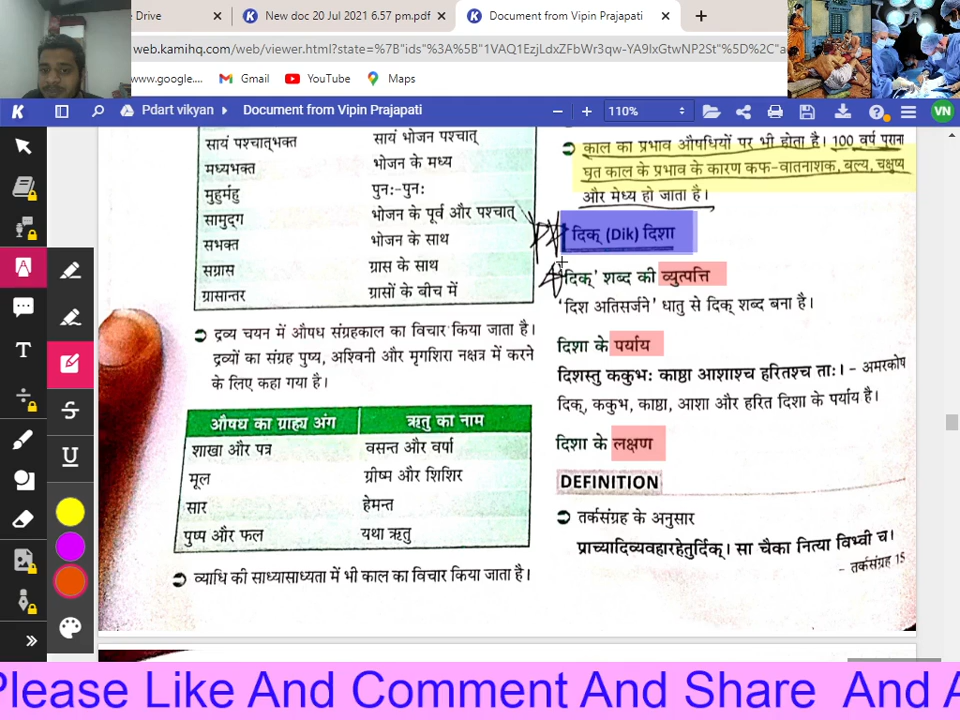 Drive
New doc 20 Jul 2021 6.57 pm.pdf
Document from Vipin Prajapati
web.kamihq.com/web/viewer.html?state=%7B"ids"%3A%5B"1VAQ1EzjLdxZFbWr3qw-YA9lxGtwNP2St"%5D%2C"a
www.google....
Gmail
YouTube
Maps
K
Pdart vikyan
Document from Vipin Prajapati
110%
VN
सायं पश्चात्‌भक्त सायं भोजन पश्चात्
मध्यभक्त भोजन के मध्य
मुहुर्मुहु पुनः-पुनः
सामुद्ग भोजन के पूर्व और पश्चात्
सभक्त भोजन के साथ
सग्रास ग्रास के साथ
ग्रासान्तर ग्रासों के बीच में
द्रव्य चयन में औषध संग्रहकाल का विचार किया जाता है।
द्रव्यों का संग्रह पुष्य, अश्विनी और मृगशिरा नक्षत्र में करने
के लिए कहा गया है।
औषध का ग्राह्य अंग ऋतु का नाम
शाखा और पत्र वसन्त और वर्षा
मूल ग्रीष्म और शिशिर
सार हेमन्त
पुष्प और फल यथा ऋतु
व्याधि की साध्यासाध्यता में भी काल का विचार किया जाता है।
काल का प्रभाव औषधियों पर भी होता है। 100 वर्ष पुराना
घृत काल के प्रभाव के कारण कफ-वातनाशक, बल्य, चक्षुष्य
और मेध्य हो जाता है।
दिक् (Dik) दिशा
'दिक्' शब्द की व्युत्पत्ति
'दिश अतिसर्जने' धातु से दिक् शब्द बना है।
दिशा के पर्याय
दिशस्तु ककुभः काष्ठा आशाश्च हरितश्च ताः। - अमरकोष
दिक्, ककुभ, काष्ठा, आशा और हरित दिशा के पर्याय है।
दिशा के लक्षण
DEFINITION
तर्कसंग्रह के अनुसार
प्राच्यादिव्यवहारहेतुर्दिक्। सा चैका नित्या विभ्वी च।
- तर्कसंग्रह 15
Please Like And Comment And Share And A